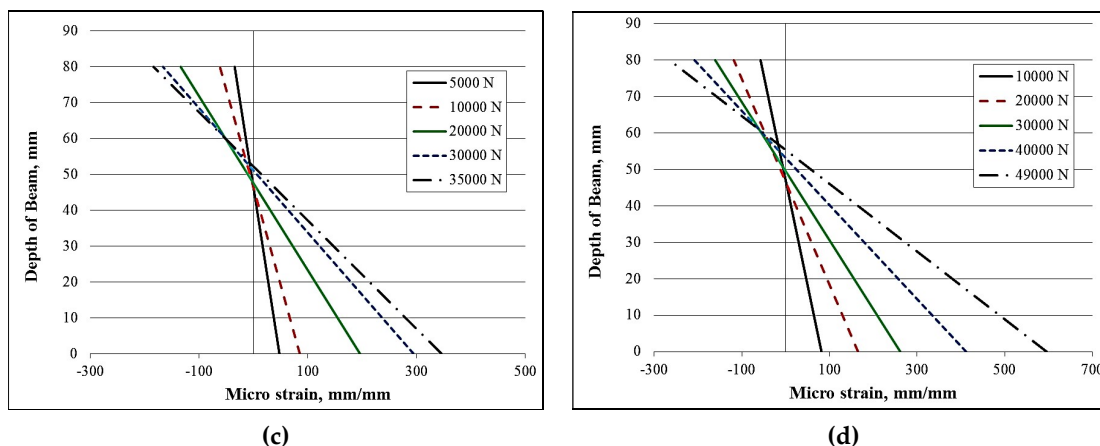 90
80
70
60
50
40
30
20
10
0
Depth of Beam, mm
-300 -100 100 300 500
Micro strain, mm/mm
5000 N
10000 N
20000 N
30000 N
35000 N
(c)
90
80
70
60
50
40
30
20
10
0
Depth of Beam, mm
-300 -100 100 300 500 700
Micro strain, mm/mm
10000 N
20000 N
30000 N
40000 N
49000 N
(d)